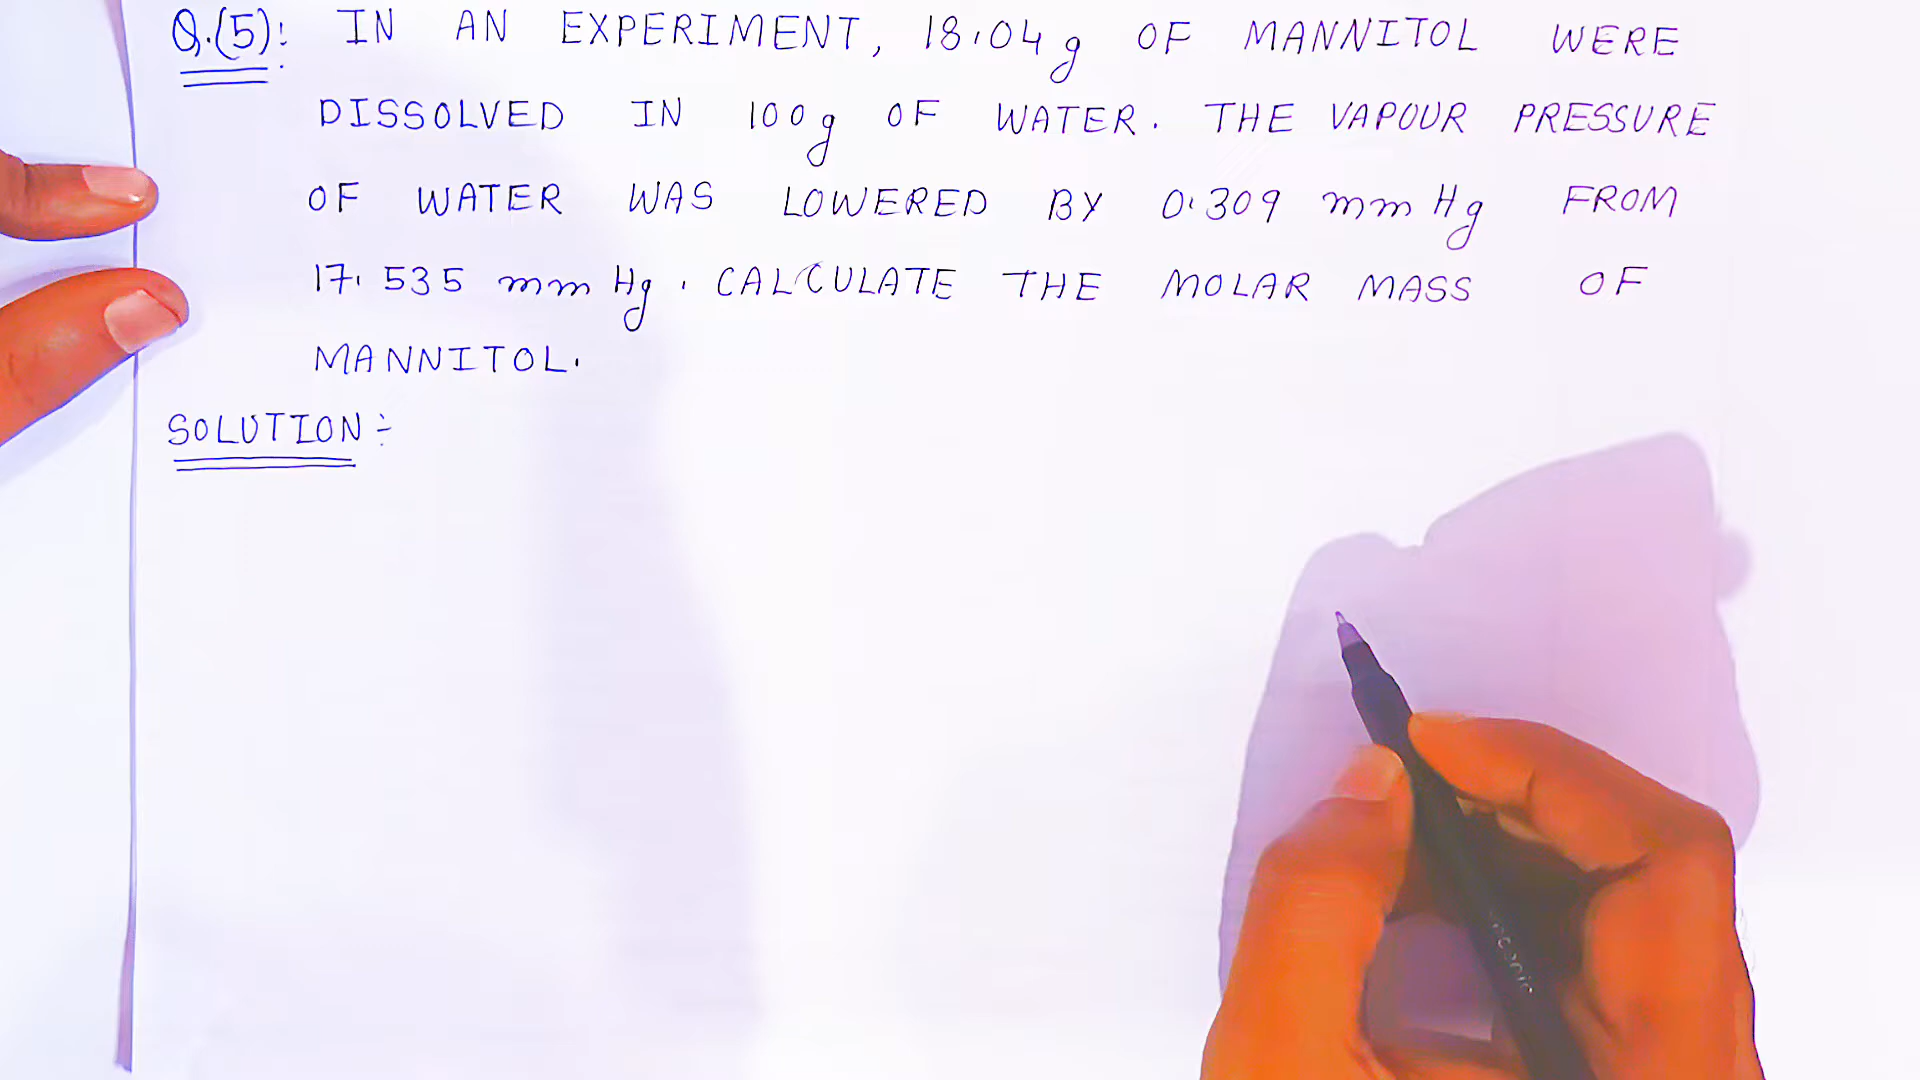 Q.(5): IN AN EXPERIMENT, 18.04 g OF MANNITOL WERE
DISSOLVED IN 100g OF WATER. THE VAPOUR PRESSURE
OF WATER WAS LOWERED BY 0.309 mm Hg FROM
17.535 mm Hg. CALCULATE THE MOLAR MASS OF
MANNITOL.
SOLUTION:-